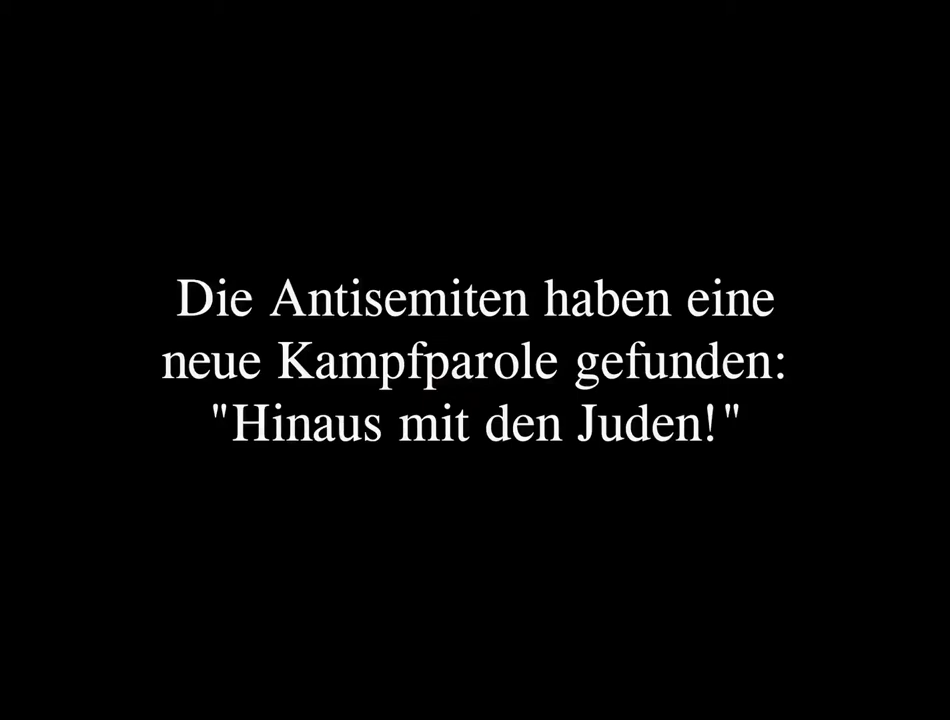 Die Antisemiten haben eine
neue Kampfparole gefunden:
"Hinaus mit den Juden!"